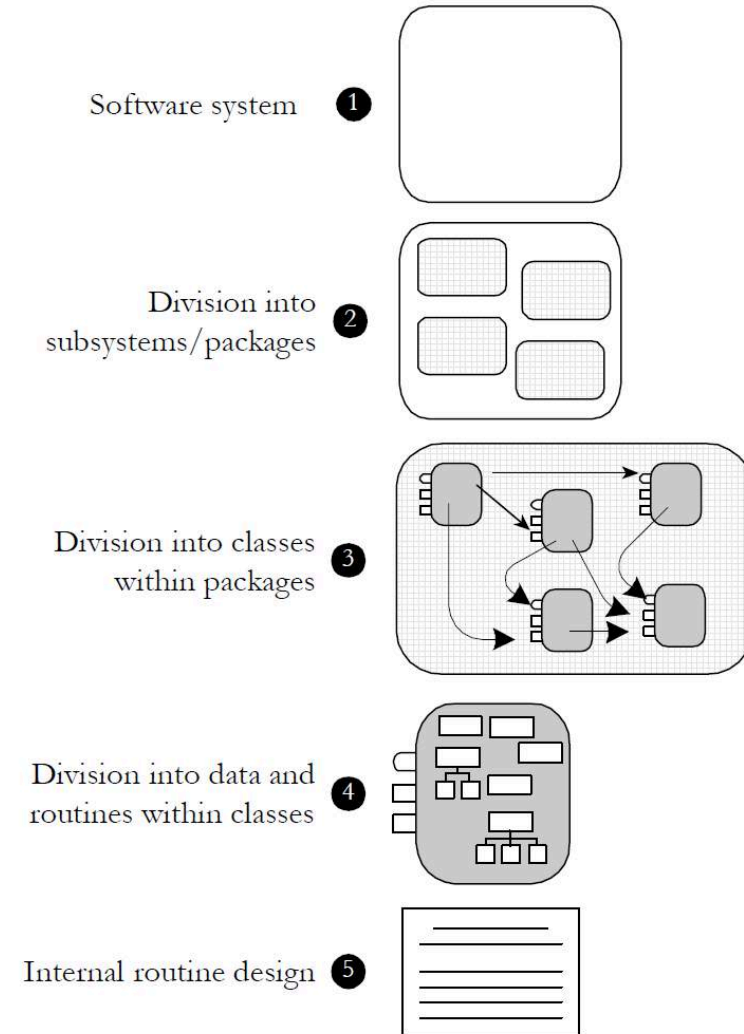 Software system 1
Division into
subsystems/packages
2
Division into classes
within packages
3
Division into data and
routines within classes
4
Internal routine design 5